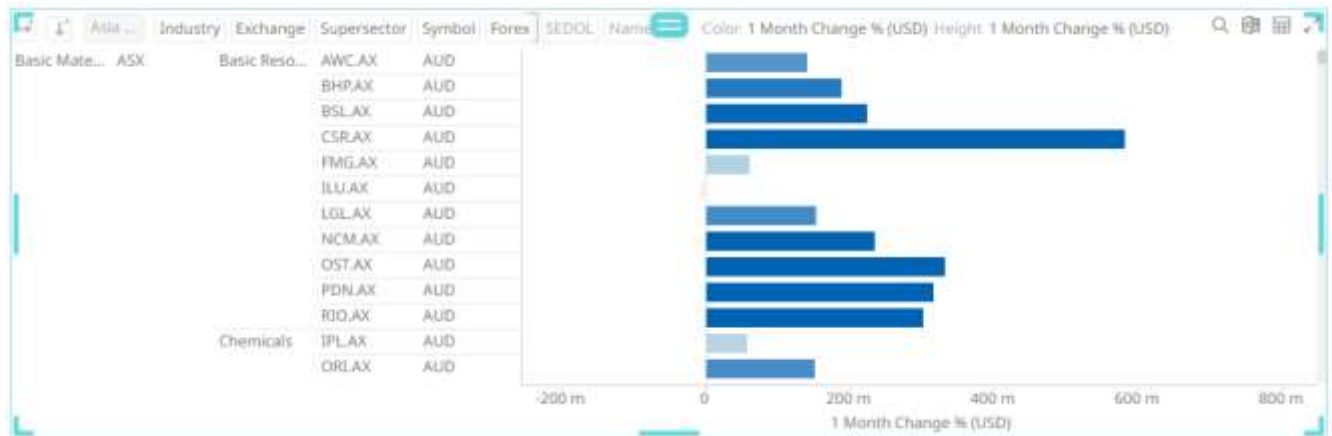 Asia ... Industry Exchange Supersector Symbol Forex SEDOL Name Color 1 Month Change % (USD) Height 1 Month Change % (USD)
Basic Mate... ASX Basic Reso... AWC.AX AUD
BHP.AX AUD
BSL.AX AUD
CSR.AX AUD
FMG.AX AUD
ILU.AX AUD
LGL.AX AUD
NCM.AX AUD
OST.AX AUD
PDN.AX AUD
RIO.AX AUD
Chemicals IPL.AX AUD
ORI.AX AUD
-200 m 0 200 m 400 m 600 m 800 m
1 Month Change % (USD)